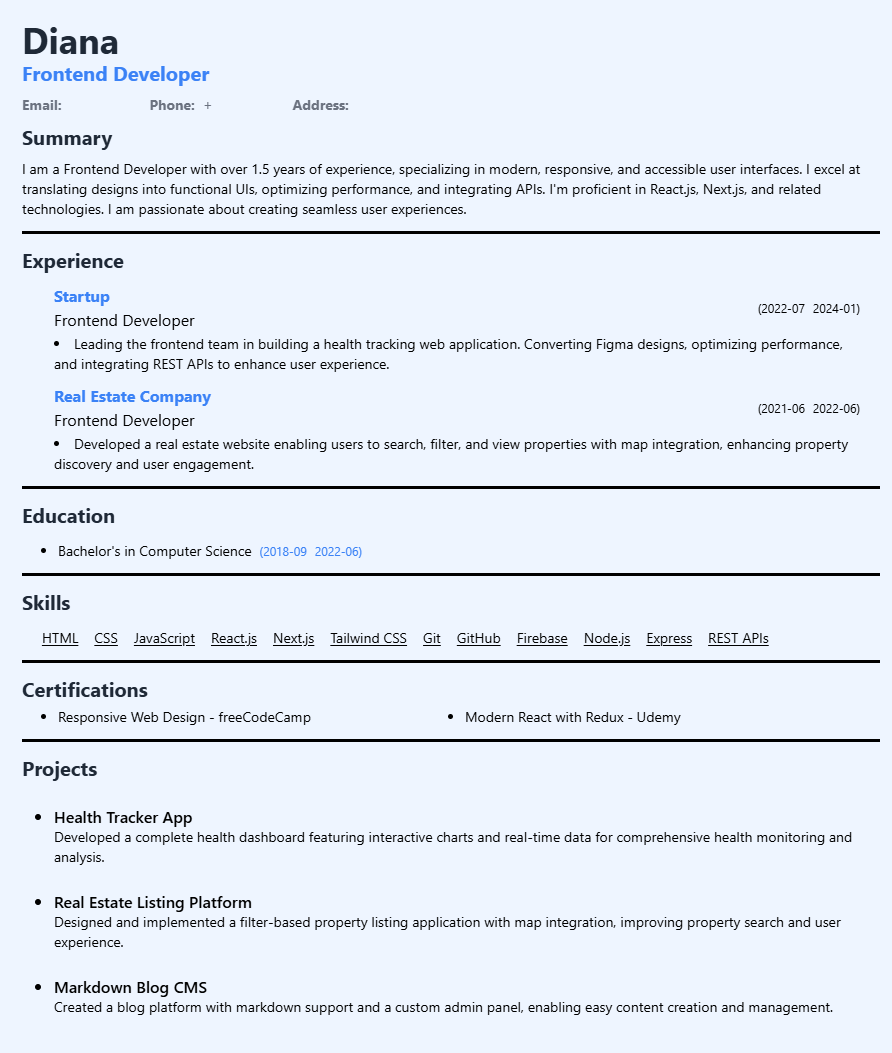 Diana
Frontend Developer
Email: Phone: + Address:
Summary
I am a Frontend Developer with over 1.5 years of experience, specializing in modern, responsive, and accessible user interfaces. I excel at
translating designs into functional UIs, optimizing performance, and integrating APIs. I'm proficient in React.js, Next.js, and related
technologies. I am passionate about creating seamless user experiences.
Experience
Startup
(2022-07 2024-01)
Frontend Developer
• Leading the frontend team in building a health tracking web application. Converting Figma designs, optimizing performance,
and integrating REST APIs to enhance user experience.
Real Estate Company
(2021-06 2022-06)
Frontend Developer
• Developed a real estate website enabling users to search, filter, and view properties with map integration, enhancing property
discovery and user engagement.
Education
• Bachelor's in Computer Science (2018-09 2022-06)
Skills
HTML CSS JavaScript React.js Next.js Tailwind CSS Git GitHub Firebase Node.js Express REST APIs
Certifications
• Responsive Web Design - freeCodeCamp • Modern React with Redux - Udemy
Projects
• Health Tracker App
Developed a complete health dashboard featuring interactive charts and real-time data for comprehensive health monitoring and
analysis.
• Real Estate Listing Platform
Designed and implemented a filter-based property listing application with map integration, improving property search and user
experience.
• Markdown Blog CMS
Created a blog platform with markdown support and a custom admin panel, enabling easy content creation and management.